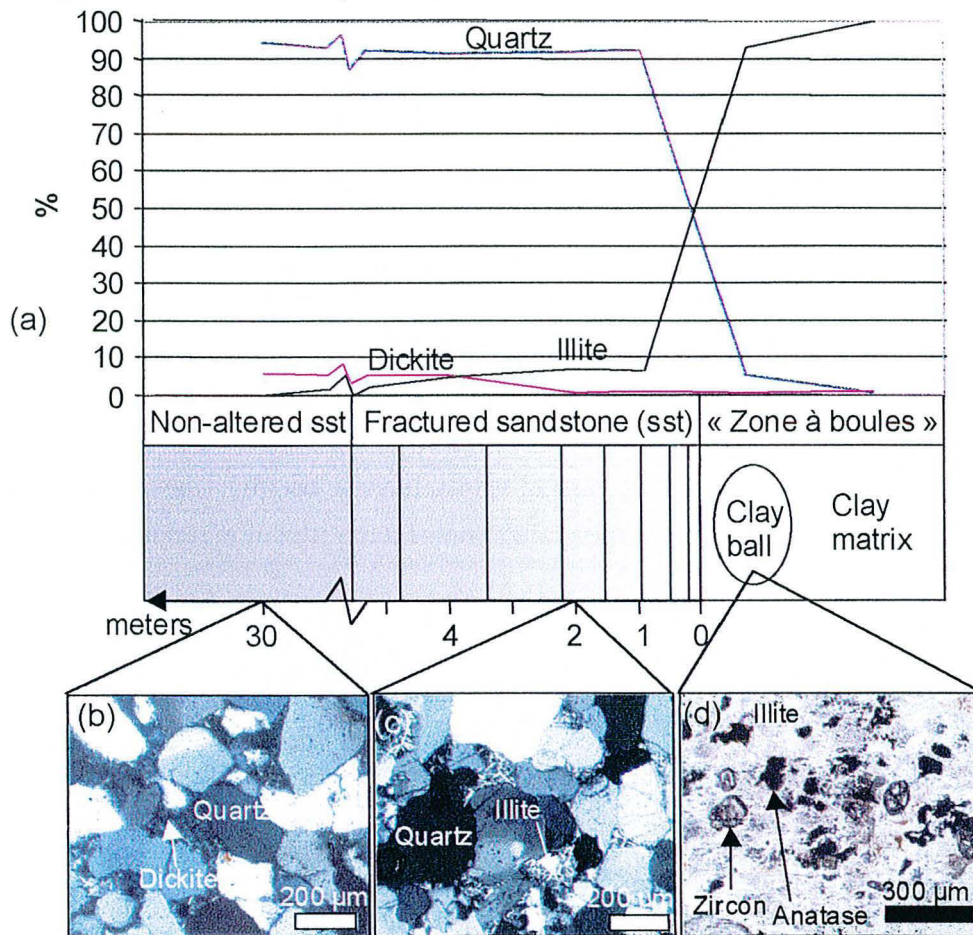 100
90
80
70
60
50
40
30
20
10
0
%
(a)
Quartz
Dickite
Illite
Non-altered sst
Fractured sandstone (sst)
« Zone à boules »
Clay
ball
Clay
matrix
meters
30
4
2
1
0
(b)
Quartz
Dickite
200 µm
(c)
Quartz
Illite
200 µm
(d)
Illite
Zircon
Anatase
300 µm